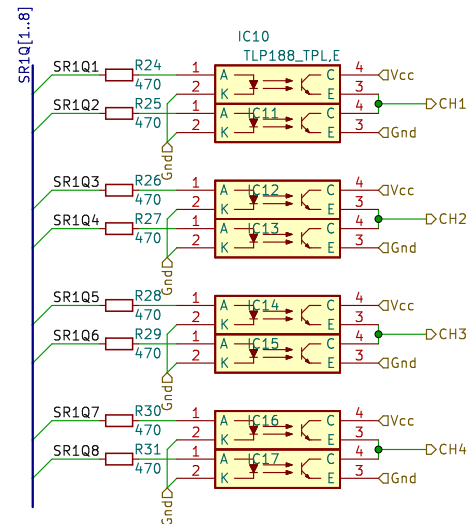 SR1Q[1..8]
IC10
TLP188_TPL,E
SR1Q1 R24 470 1 A C 4 Vcc
2 K E 3
CH1
SR1Q2 R25 470 1 A IC11 C 4
2 K E 3 Gnd
Gnd
SR1Q3 R26 470 1 A IC12 C 4 Vcc
2 K E 3
CH2
SR1Q4 R27 470 1 A IC13 C 4
2 K E 3 Gnd
Gnd
SR1Q5 R28 470 1 A IC14 C 4 Vcc
2 K E 3
CH3
SR1Q6 R29 470 1 A IC15 C 4
2 K E 3 Gnd
Gnd
SR1Q7 R30 470 1 A IC16 C 4 Vcc
2 K E 3
CH4
SR1Q8 R31 470 1 A IC17 C 4
2 K E 3 Gnd
Gnd